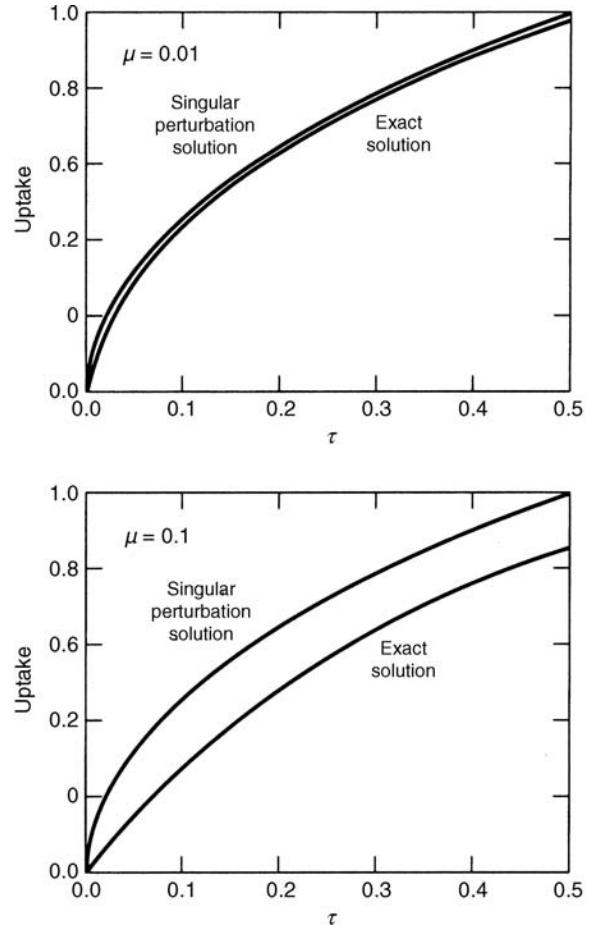 1.0
μ = 0.01
0.8
Singular
perturbation
solution
Exact
solution
0.6
Uptake
0.2
0
0.0
0.0 0.1 0.2 0.3 0.4 0.5
τ
1.0
μ = 0.1
0.8
Singular
perturbation
solution
0.6
Exact
solution
Uptake
0.2
0
0.0
0.0 0.1 0.2 0.3 0.4 0.5
τ